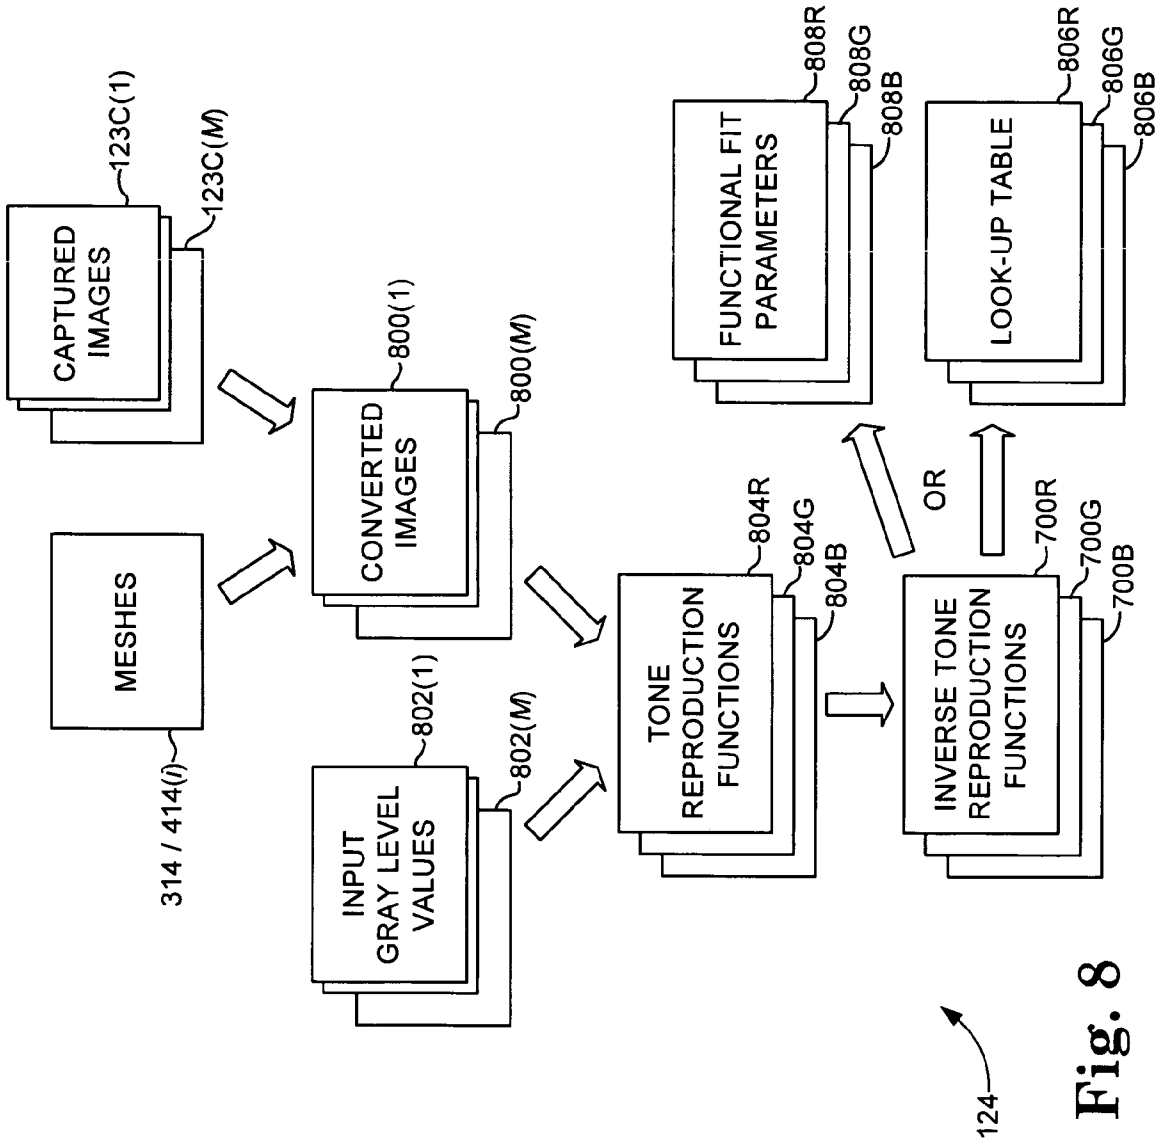 MESHES
314 / 414(i)
CAPTURED
IMAGES
123C(1)
123C(M)
INPUT
GRAY LEVEL
VALUES
802(1)
802(M)
CONVERTED
IMAGES
800(1)
800(M)
TONE
REPRODUCTION
FUNCTIONS
804R
804G
804B
INVERSE TONE
REPRODUCTION
FUNCTIONS
700R
700G
700B
OR
FUNCTIONAL FIT
PARAMETERS
808R
808G
808B
LOOK-UP TABLE
806R
806G
806B
124
Fig. 8